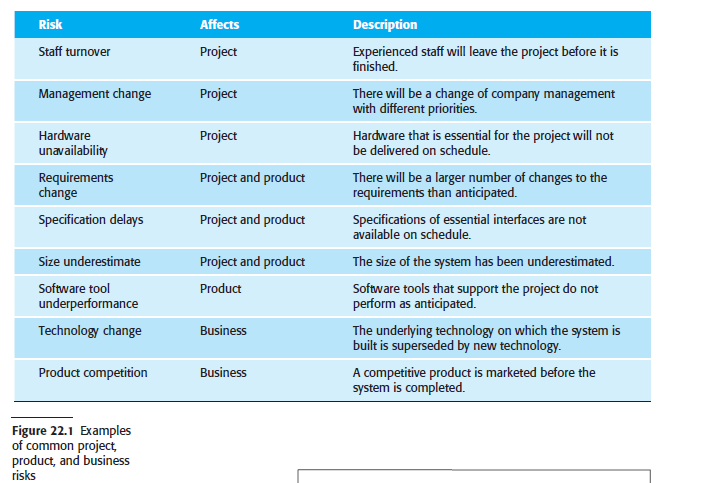 Risk Affects Description
Staff turnover Project Experienced staff will leave the project before it is
finished.
Management change Project There will be a change of company management
with different priorities.
Hardware Project Hardware that is essential for the project will not
unavailability be delivered on schedule.
Requirements Project and product There will be a larger number of changes to the
change requirements than anticipated.
Specification delays Project and product Specifications of essential interfaces are not
available on schedule.
Size underestimate Project and product The size of the system has been underestimated.
Software tool Product Software tools that support the project do not
underperformance perform as anticipated.
Technology change Business The underlying technology on which the system is
built is superseded by new technology.
Product competition Business A competitive product is marketed before the
system is completed.
Figure 22.1 Examples
of common project,
product, and business
risks